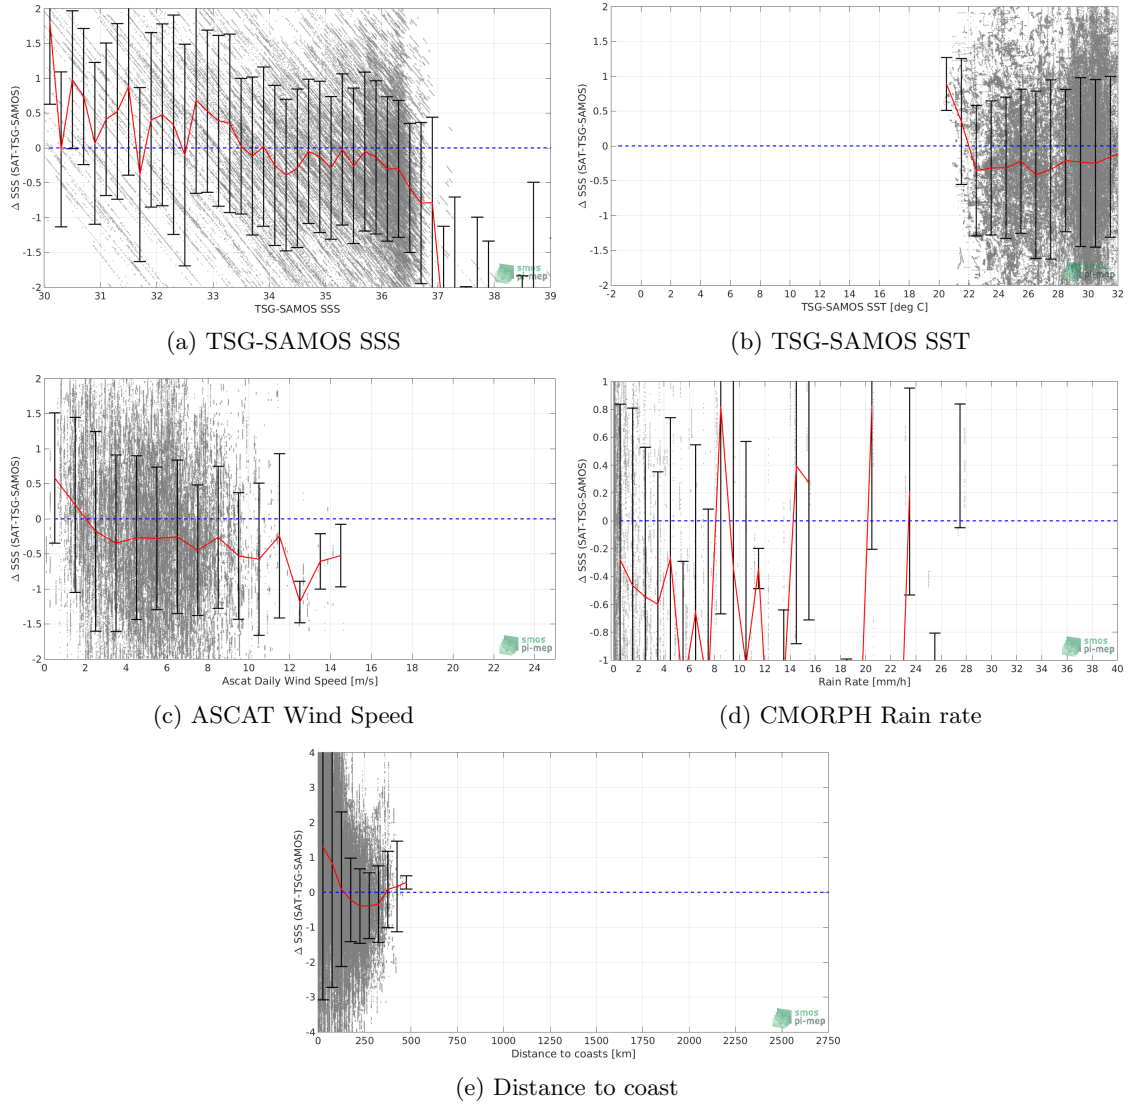 2
1.5
1
0.5
0
-0.5
-1
-1.5
-2
Δ SSS (SAT-TSG-SAMOS)
30 31 32 33 34 35 36 37 38 39
TSG-SAMOS SSS
smos
pi-mep
(a) TSG-SAMOS SSS
2
1.5
1
0.5
0
-0.5
-1
-1.5
-2
Δ SSS (SAT-TSG-SAMOS)
-2 0 2 4 6 8 10 12 14 16 18 20 22 24 26 28 30 32
TSG-SAMOS SST [deg C]
smos
pi-mep
(b) TSG-SAMOS SST
2
1.5
1
0.5
0
-0.5
-1
-1.5
-2
Δ SSS (SAT-TSG-SAMOS)
0 2 4 6 8 10 12 14 16 18 20 22 24
Ascat Daily Wind Speed [m/s]
smos
pi-mep
(c) ASCAT Wind Speed
1
0.8
0.6
0.4
0.2
0
-0.2
-0.4
-0.6
-0.8
-1
Δ SSS (SAT-TSG-SAMOS)
0 2 4 6 8 10 12 14 16 18 20 22 24 26 28 30 32 34 36 38 40
Rain Rate [mm/h]
smos
pi-mep
(d) CMORPH Rain rate
4
3
2
1
0
-1
-2
-3
-4
Δ SSS (SAT-TSG-SAMOS)
0 250 500 750 1000 1250 1500 1750 2000 2250 2500 2750
Distance to coasts [km]
smos
pi-mep
(e) Distance to coast